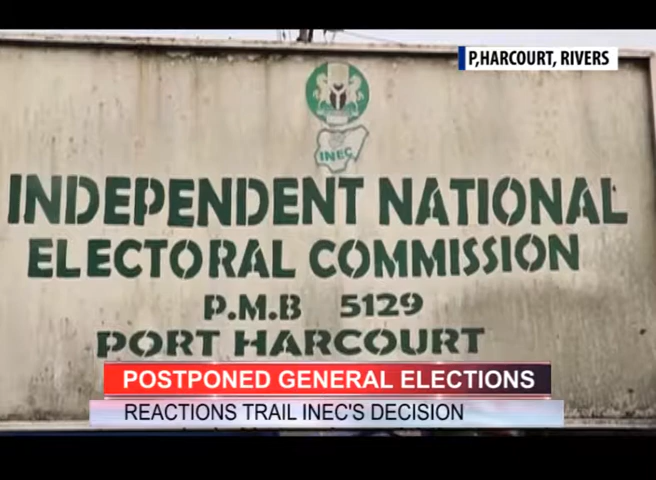 P,HARCOURT, RIVERS
INEC
INDEPENDENT NATIONAL
ELECTORAL COMMISSION
P.M.B 5129
PORT HARCOURT
POSTPONED GENERAL ELECTIONS
REACTIONS TRAIL INEC'S DECISION